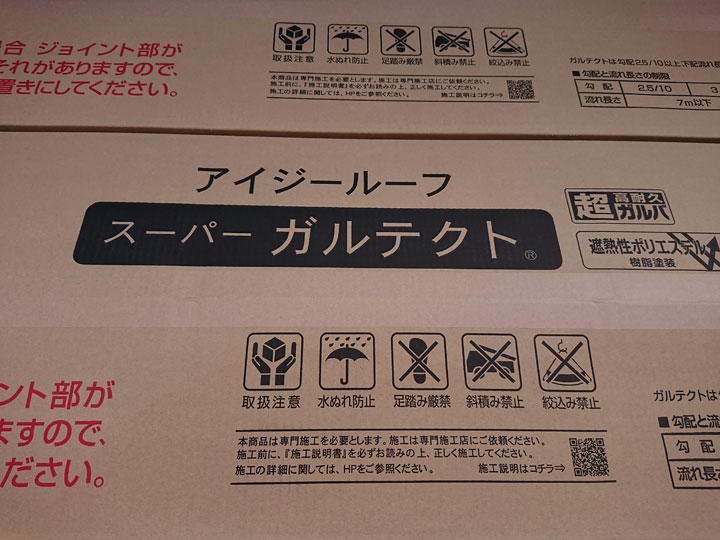 場合 ジョイント部が
それがありますので、
置きにしてください。
取扱注意 水ぬれ防止 足踏み厳禁 斜積み禁止 絞込み禁止
本商品は専門施工を必要とします。施工は専門施工店にご依頼ください。
施工前に、『施工説明書』を必ずお読みの上、正しく施工してください。
施工の詳細に関しては、HPをご参照ください。 施工説明はコチラ⇒
ガルテクトは勾配2.5/10以上、下記流れ長
■勾配と流れ長さの制限
勾 配 2.5/10 3
流れ長さ 7m以下
アイジールーフ
スーパー ガルテクト®
超高耐久ガルバ
遮熱性ポリエステル
樹脂塗装
イント部が
ますので、
ださい。
取扱注意 水ぬれ防止 足踏み厳禁 斜積み禁止 絞込み禁止
本商品は専門施工を必要とします。施工は専門施工店にご依頼ください。
施工前に、『施工説明書』を必ずお読みの上、正しく施工してください。
施工の詳細に関しては、HPをご参照ください。 施工説明はコチラ⇒
ガルテクトは
■勾配と流
勾 配
流れ長さ